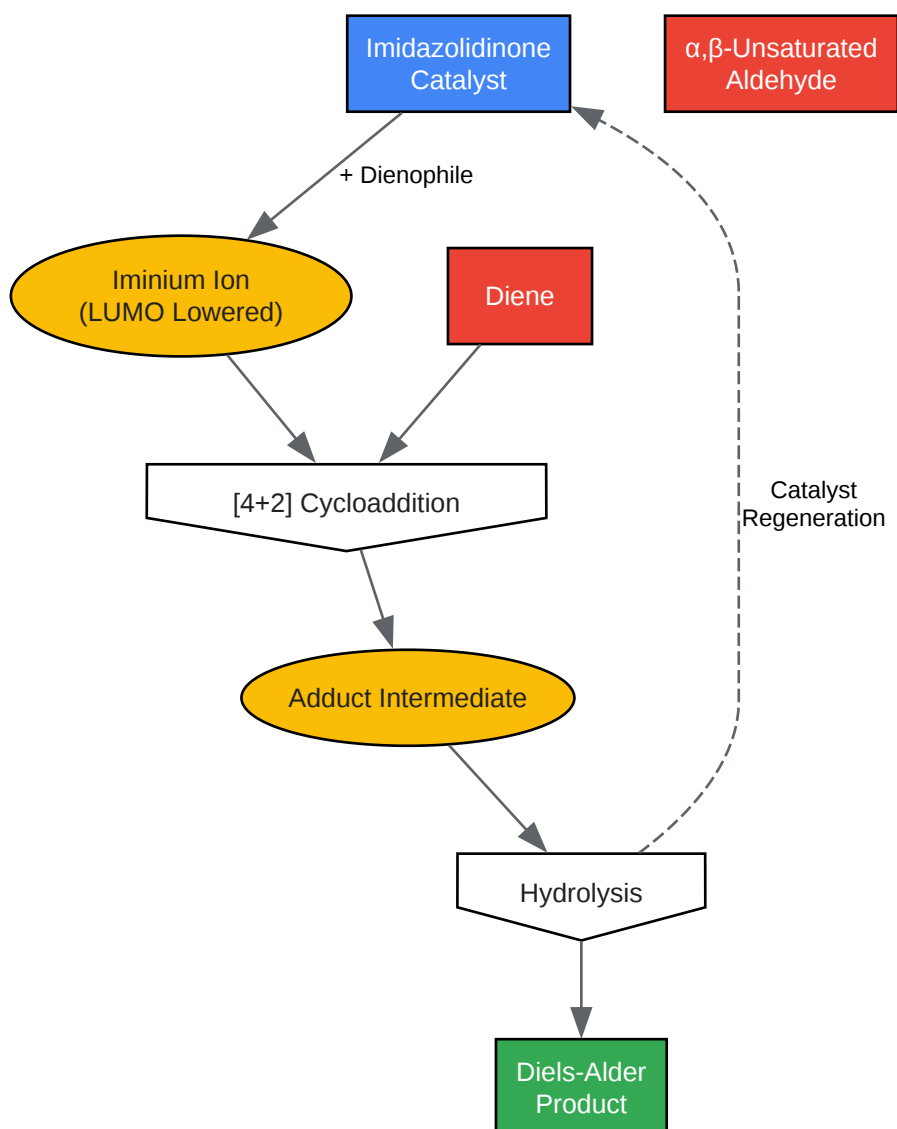 Imidazolidinone
Catalyst
α,β-Unsaturated
Aldehyde
+ Dienophile
Iminium Ion
(LUMO Lowered)
Diene
[4+2] Cycloaddition
Catalyst
Regeneration
Adduct Intermediate
Hydrolysis
Diels-Alder
Product